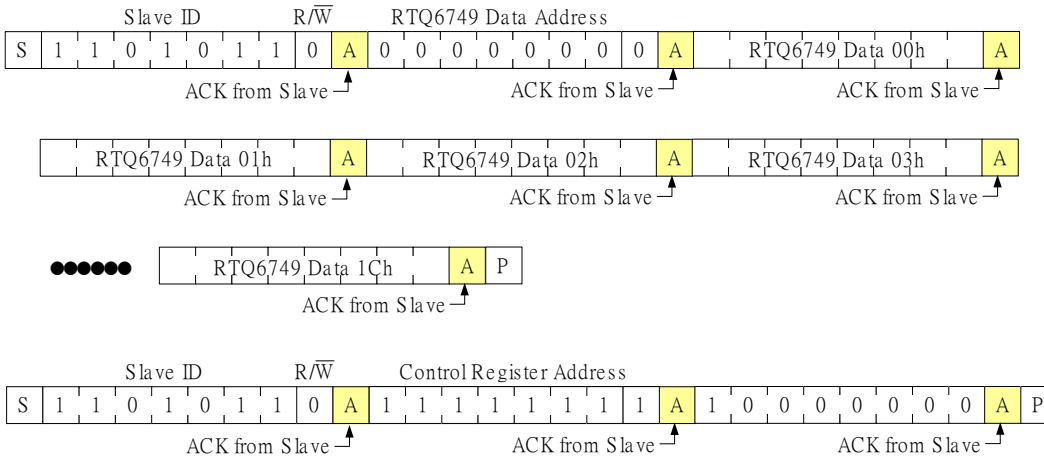 Slave ID R/W̅ RTQ6749 Data Address
S 1 1 0 1 0 1 1 0 A 0 0 0 0 0 0 0 0 A RTQ6749 Data 00h A
ACK from Slave ACK from Slave ACK from Slave
RTQ6749 Data 01h A RTQ6749 Data 02h A RTQ6749 Data 03h A
ACK from Slave ACK from Slave ACK from Slave
●●●●●● RTQ6749 Data 1Ch A P
ACK from Slave
Slave ID R/W̅ Control Register Address
S 1 1 0 1 0 1 1 0 A 1 1 1 1 1 1 1 1 A 1 0 0 0 0 0 0 0 A P
ACK from Slave ACK from Slave ACK from Slave